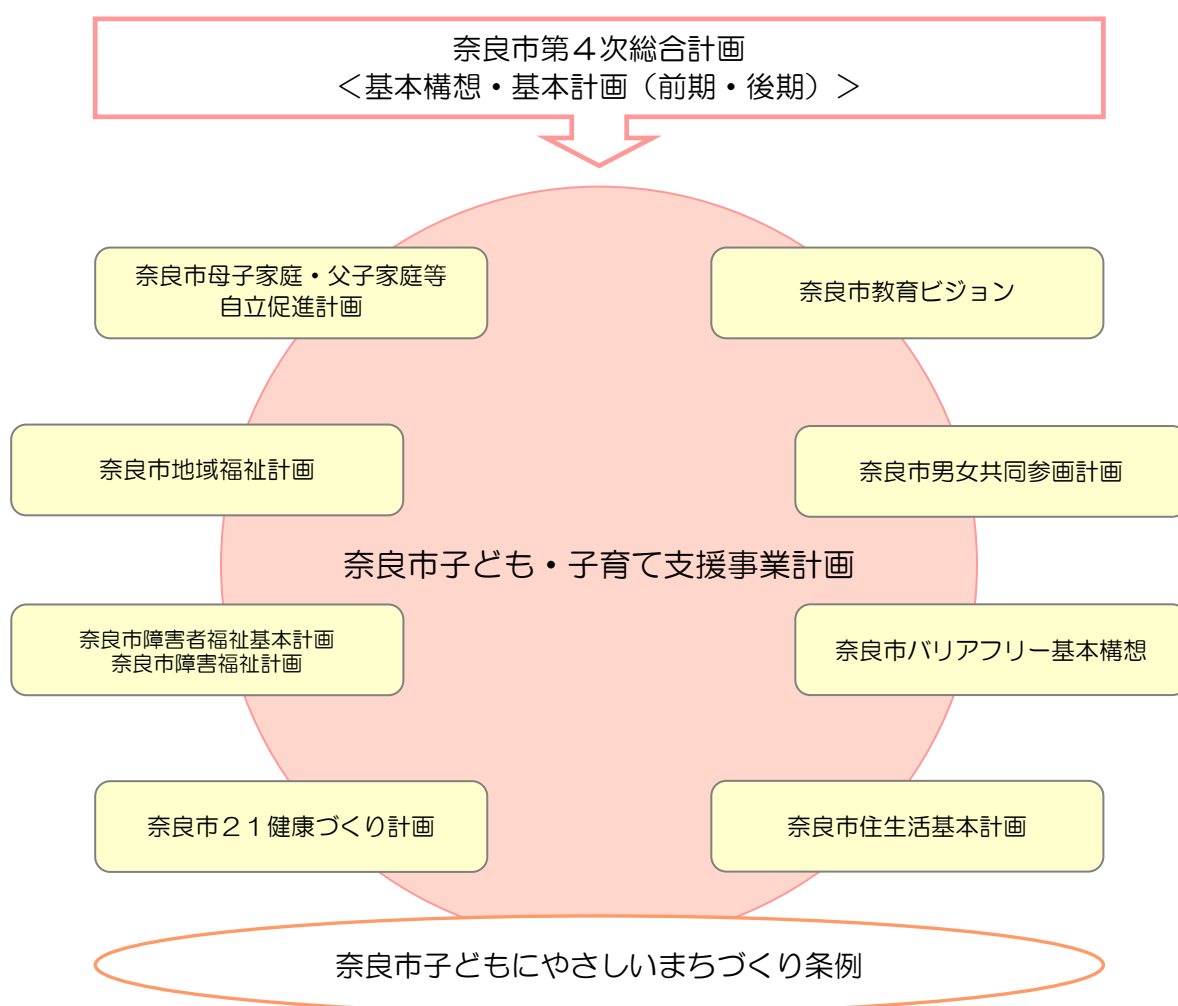 奈良市第４次総合計画
＜基本構想・基本計画（前期・後期）＞
奈良市母子家庭・父子家庭等
自立促進計画
奈良市教育ビジョン
奈良市地域福祉計画
奈良市男女共同参画計画
奈良市子ども・子育て支援事業計画
奈良市障害者福祉基本計画
奈良市障害福祉計画
奈良市バリアフリー基本構想
奈良市２１健康づくり計画
奈良市住生活基本計画
奈良市子どもにやさしいまちづくり条例